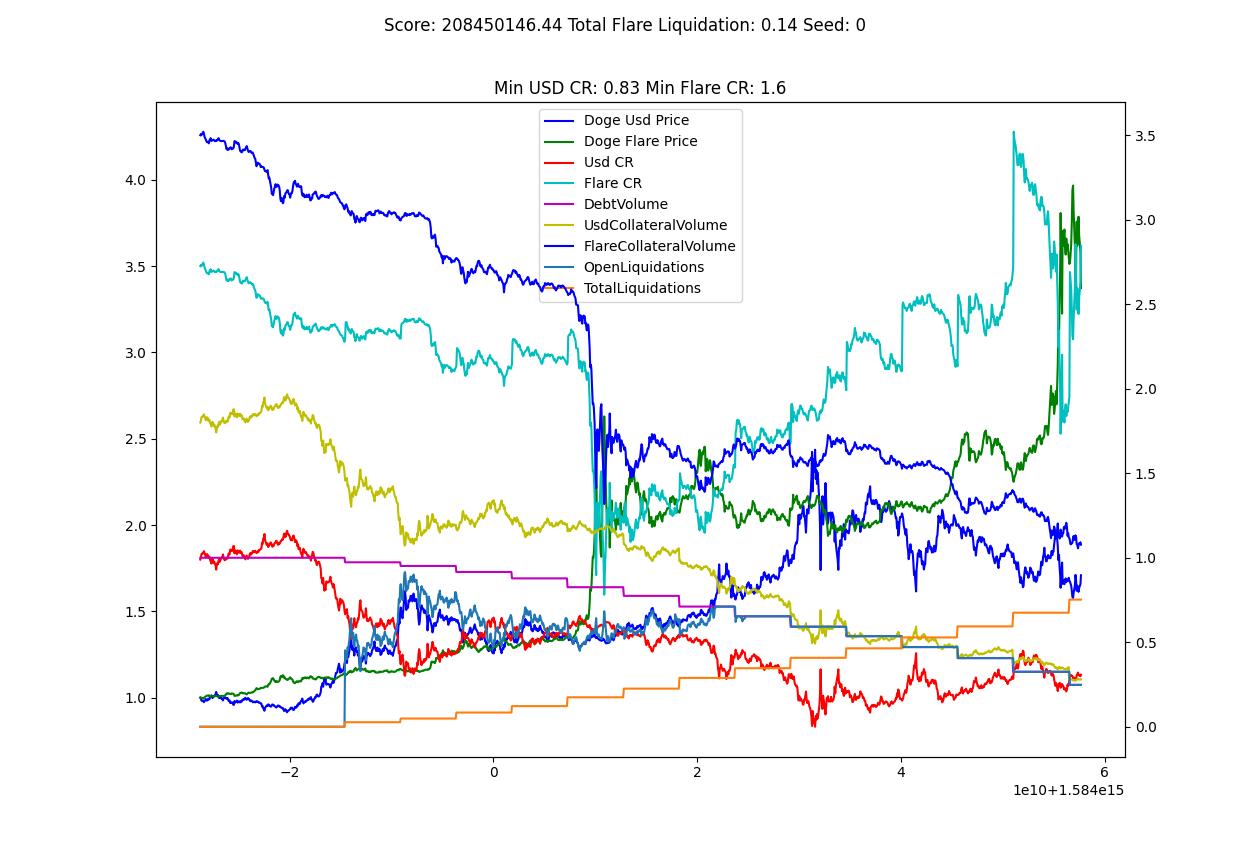 Score: 208450146.44 Total Flare Liquidation: 0.14 Seed: 0
Min USD CR: 0.83 Min Flare CR: 1.6
Doge Usd Price
Doge Flare Price
Usd CR
Flare CR
DebtVolume
UsdCollateralVolume
FlareCollateralVolume
OpenLiquidations
TotalLiquidations
4.0
3.5
3.0
2.5
2.0
1.5
1.0
3.5
3.0
2.5
2.0
1.5
1.0
0.5
0.0
−2 0 2 4 6
1e10+1.584e15